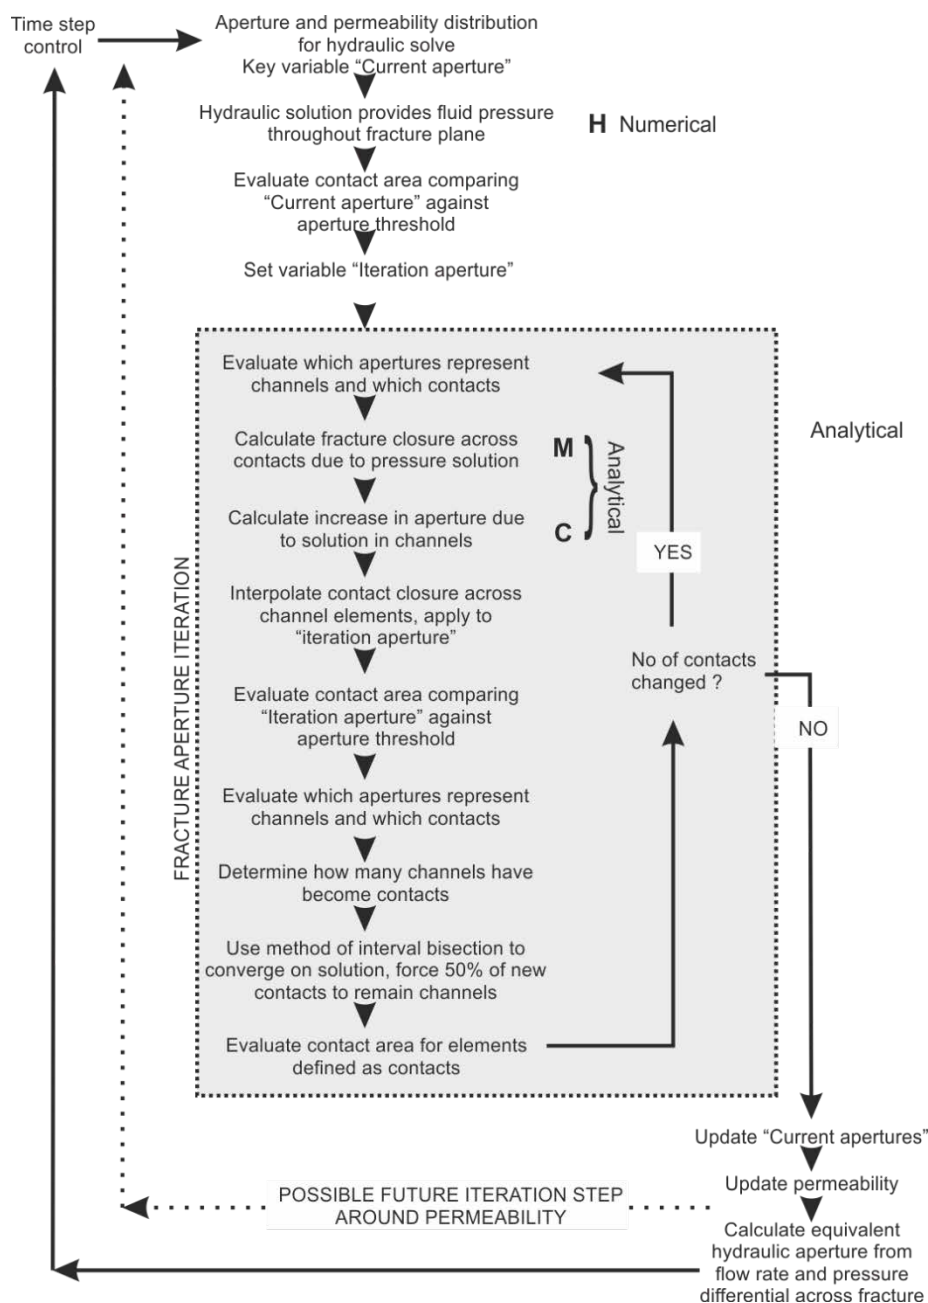 Time step
control
Aperture and permeability distribution
for hydraulic solve
Key variable “Current aperture”
Hydraulic solution provides fluid pressure
throughout fracture plane
H Numerical
Evaluate contact area comparing
“Current aperture” against
aperture threshold
Set variable “Iteration aperture”
FRACTURE APERTURE ITERATION
Evaluate which apertures represent
channels and which contacts
Calculate fracture closure across
contacts due to pressure solution
M
Calculate increase in aperture due
to solution in channels
C
Analytical
Analytical
Interpolate contact closure across
channel elements, apply to
“iteration aperture”
Evaluate contact area comparing
“Iteration aperture” against
aperture threshold
Evaluate which apertures represent
channels and which contacts
Determine how many channels have
become contacts
Use method of interval bisection to
converge on solution, force 50% of new
contacts to remain channels
Evaluate contact area for elements
defined as contacts
No of contacts
changed ?
YES
NO
Update “Current apertures”
Update permeability
Calculate equivalent
hydraulic aperture from
flow rate and pressure
differential across fracture
POSSIBLE FUTURE ITERATION STEP
AROUND PERMEABILITY